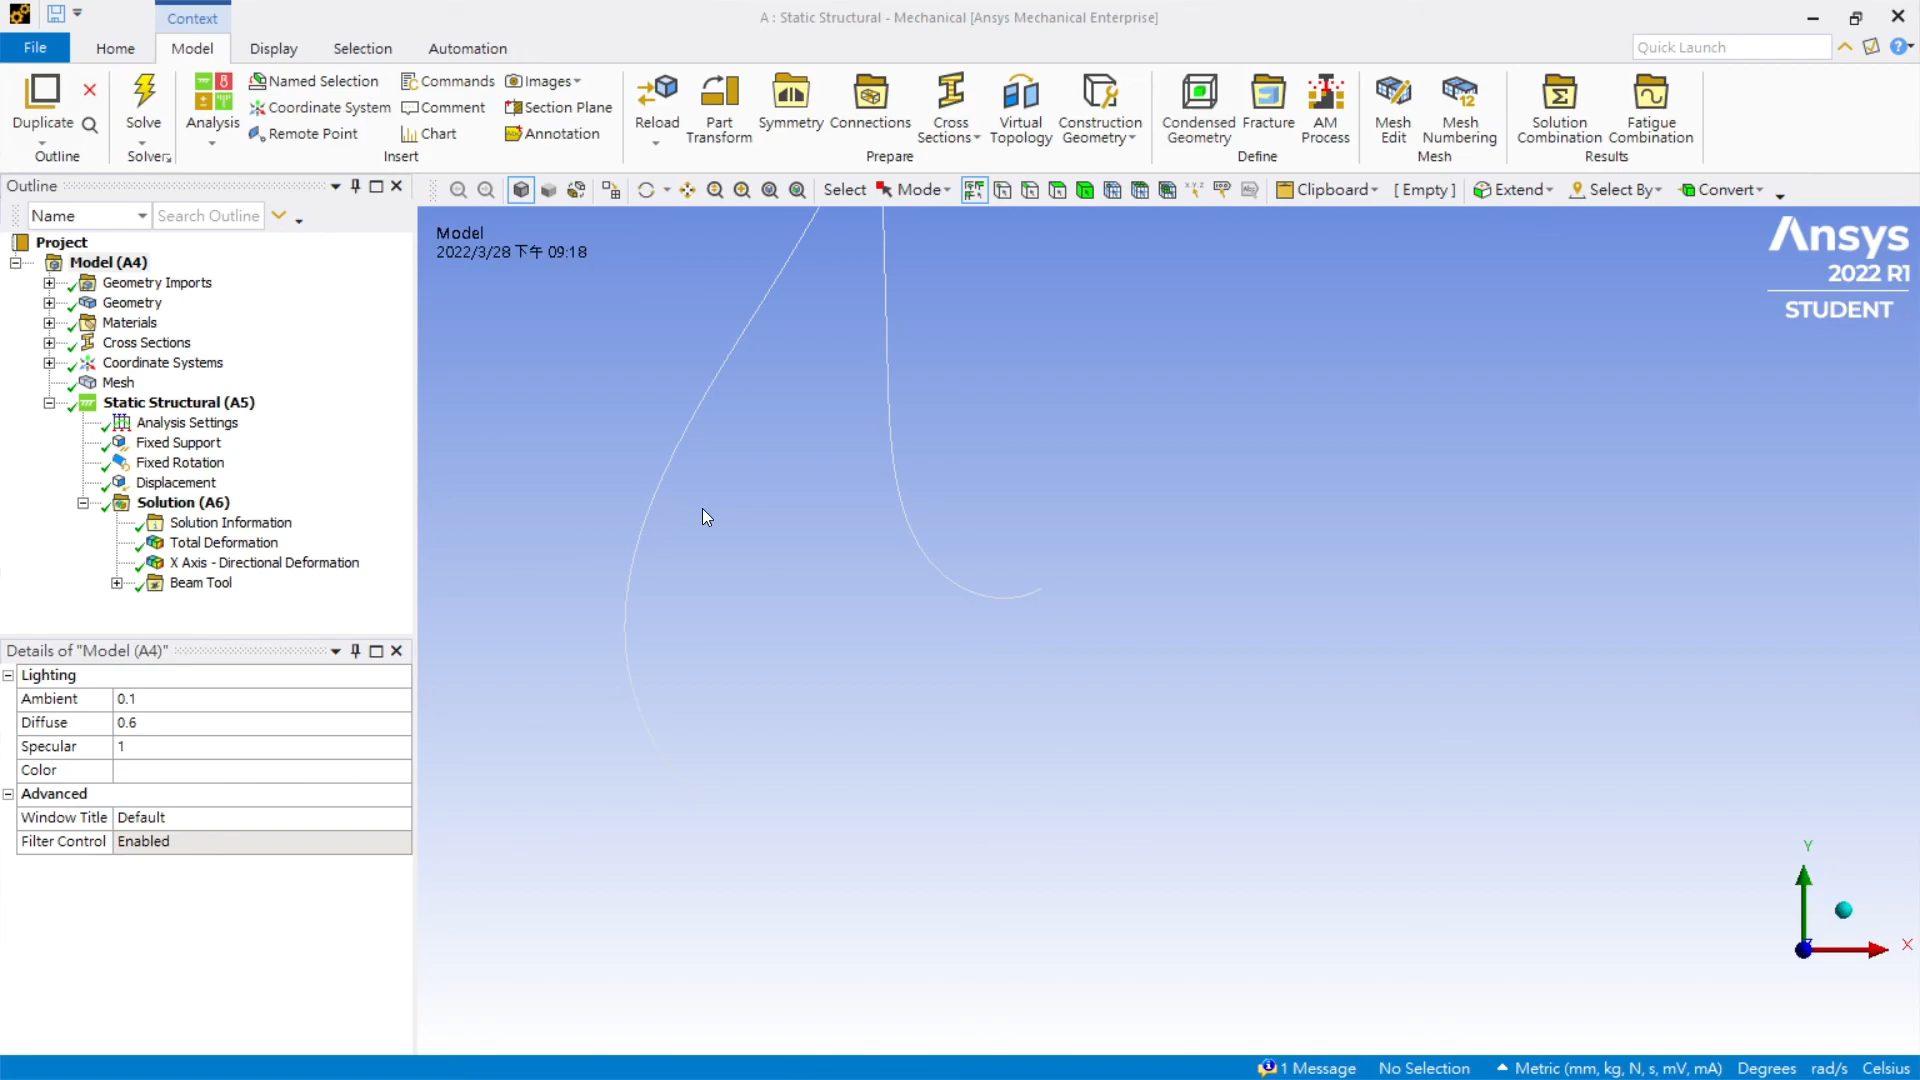 Context
A : Static Structural - Mechanical [Ansys Mechanical Enterprise]
File Home Model Display Selection Automation
Quick Launch
Duplicate
Outline
Solve
Solver
Analysis
Named Selection Commands Images
Coordinate System Comment Section Plane
Remote Point Chart Annotation
Insert
Reload
Part Transform
Symmetry
Connections
Cross Sections
Virtual Topology
Construction Geometry
Prepare
Condensed Geometry
Fracture
AM Process
Define
Mesh Edit
Mesh Numbering
Mesh
Solution Combination
Fatigue Combination
Results
Outline
Select Mode Clipboard [ Empty ] Extend Select By Convert
Name Search Outline
Project
Model (A4)
Geometry Imports
Geometry
Materials
Cross Sections
Coordinate Systems
Mesh
Static Structural (A5)
Analysis Settings
Fixed Support
Fixed Rotation
Displacement
Solution (A6)
Solution Information
Total Deformation
X Axis - Directional Deformation
Beam Tool
Details of "Model (A4)"
Lighting
Ambient 0.1
Diffuse 0.6
Specular 1
Color
Advanced
Window Title Default
Filter Control Enabled
Model
2022/3/28 下午 09:18
Ansys
2022 R1
STUDENT
Y
X
1 Message No Selection Metric (mm, kg, N, s, mV, mA) Degrees rad/s Celsius